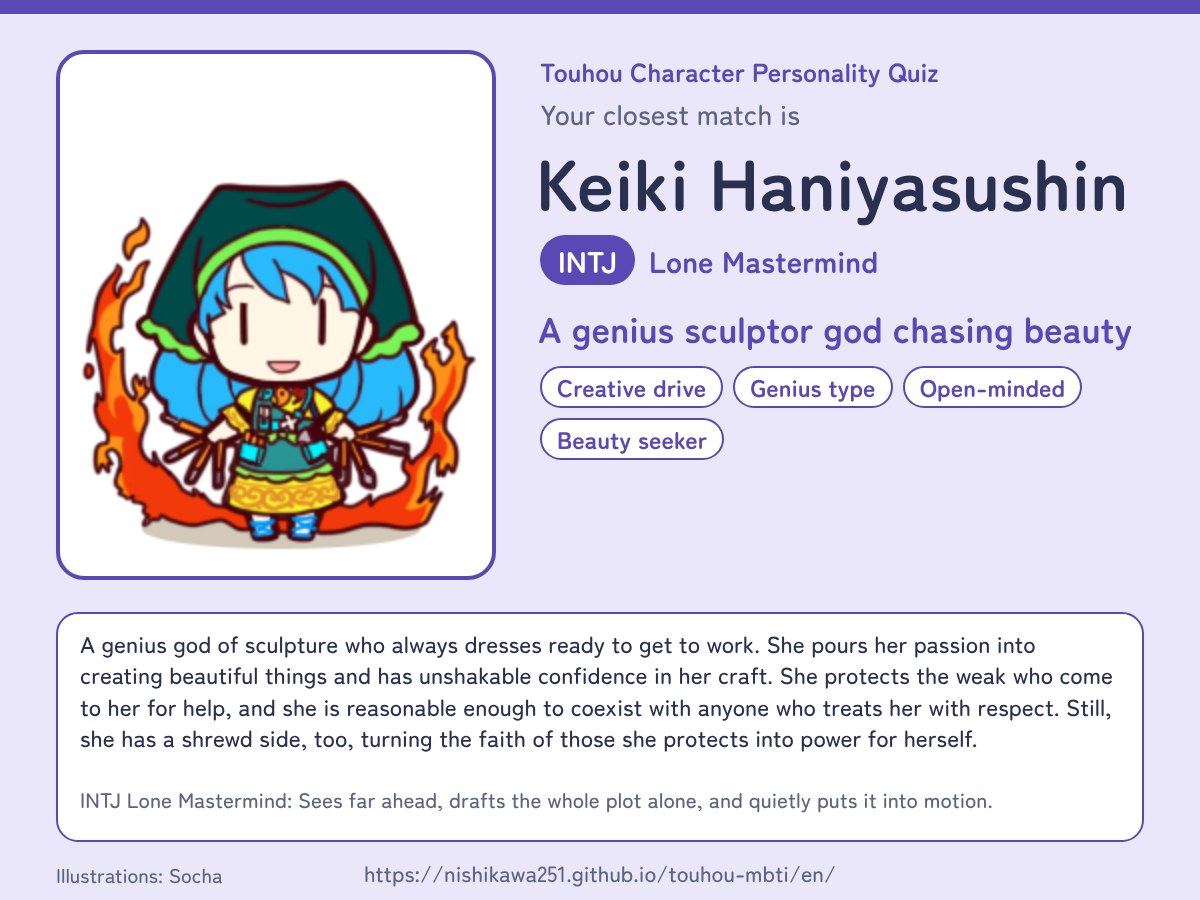 Touhou Character Personality Quiz
Your closest match is
Keiki Haniyasushin
INTJ Lone Mastermind
A genius sculptor god chasing beauty
Creative drive Genius type Open-minded
Beauty seeker
A genius god of sculpture who always dresses ready to get to work. She pours her passion into
creating beautiful things and has unshakable confidence in her craft. She protects the weak who come
to her for help, and she is reasonable enough to coexist with anyone who treats her with respect. Still,
she has a shrewd side, too, turning the faith of those she protects into power for herself.
INTJ Lone Mastermind: Sees far ahead, drafts the whole plot alone, and quietly puts it into motion.
Illustrations: Socha https://nishikawa251.github.io/touhou-mbti/en/